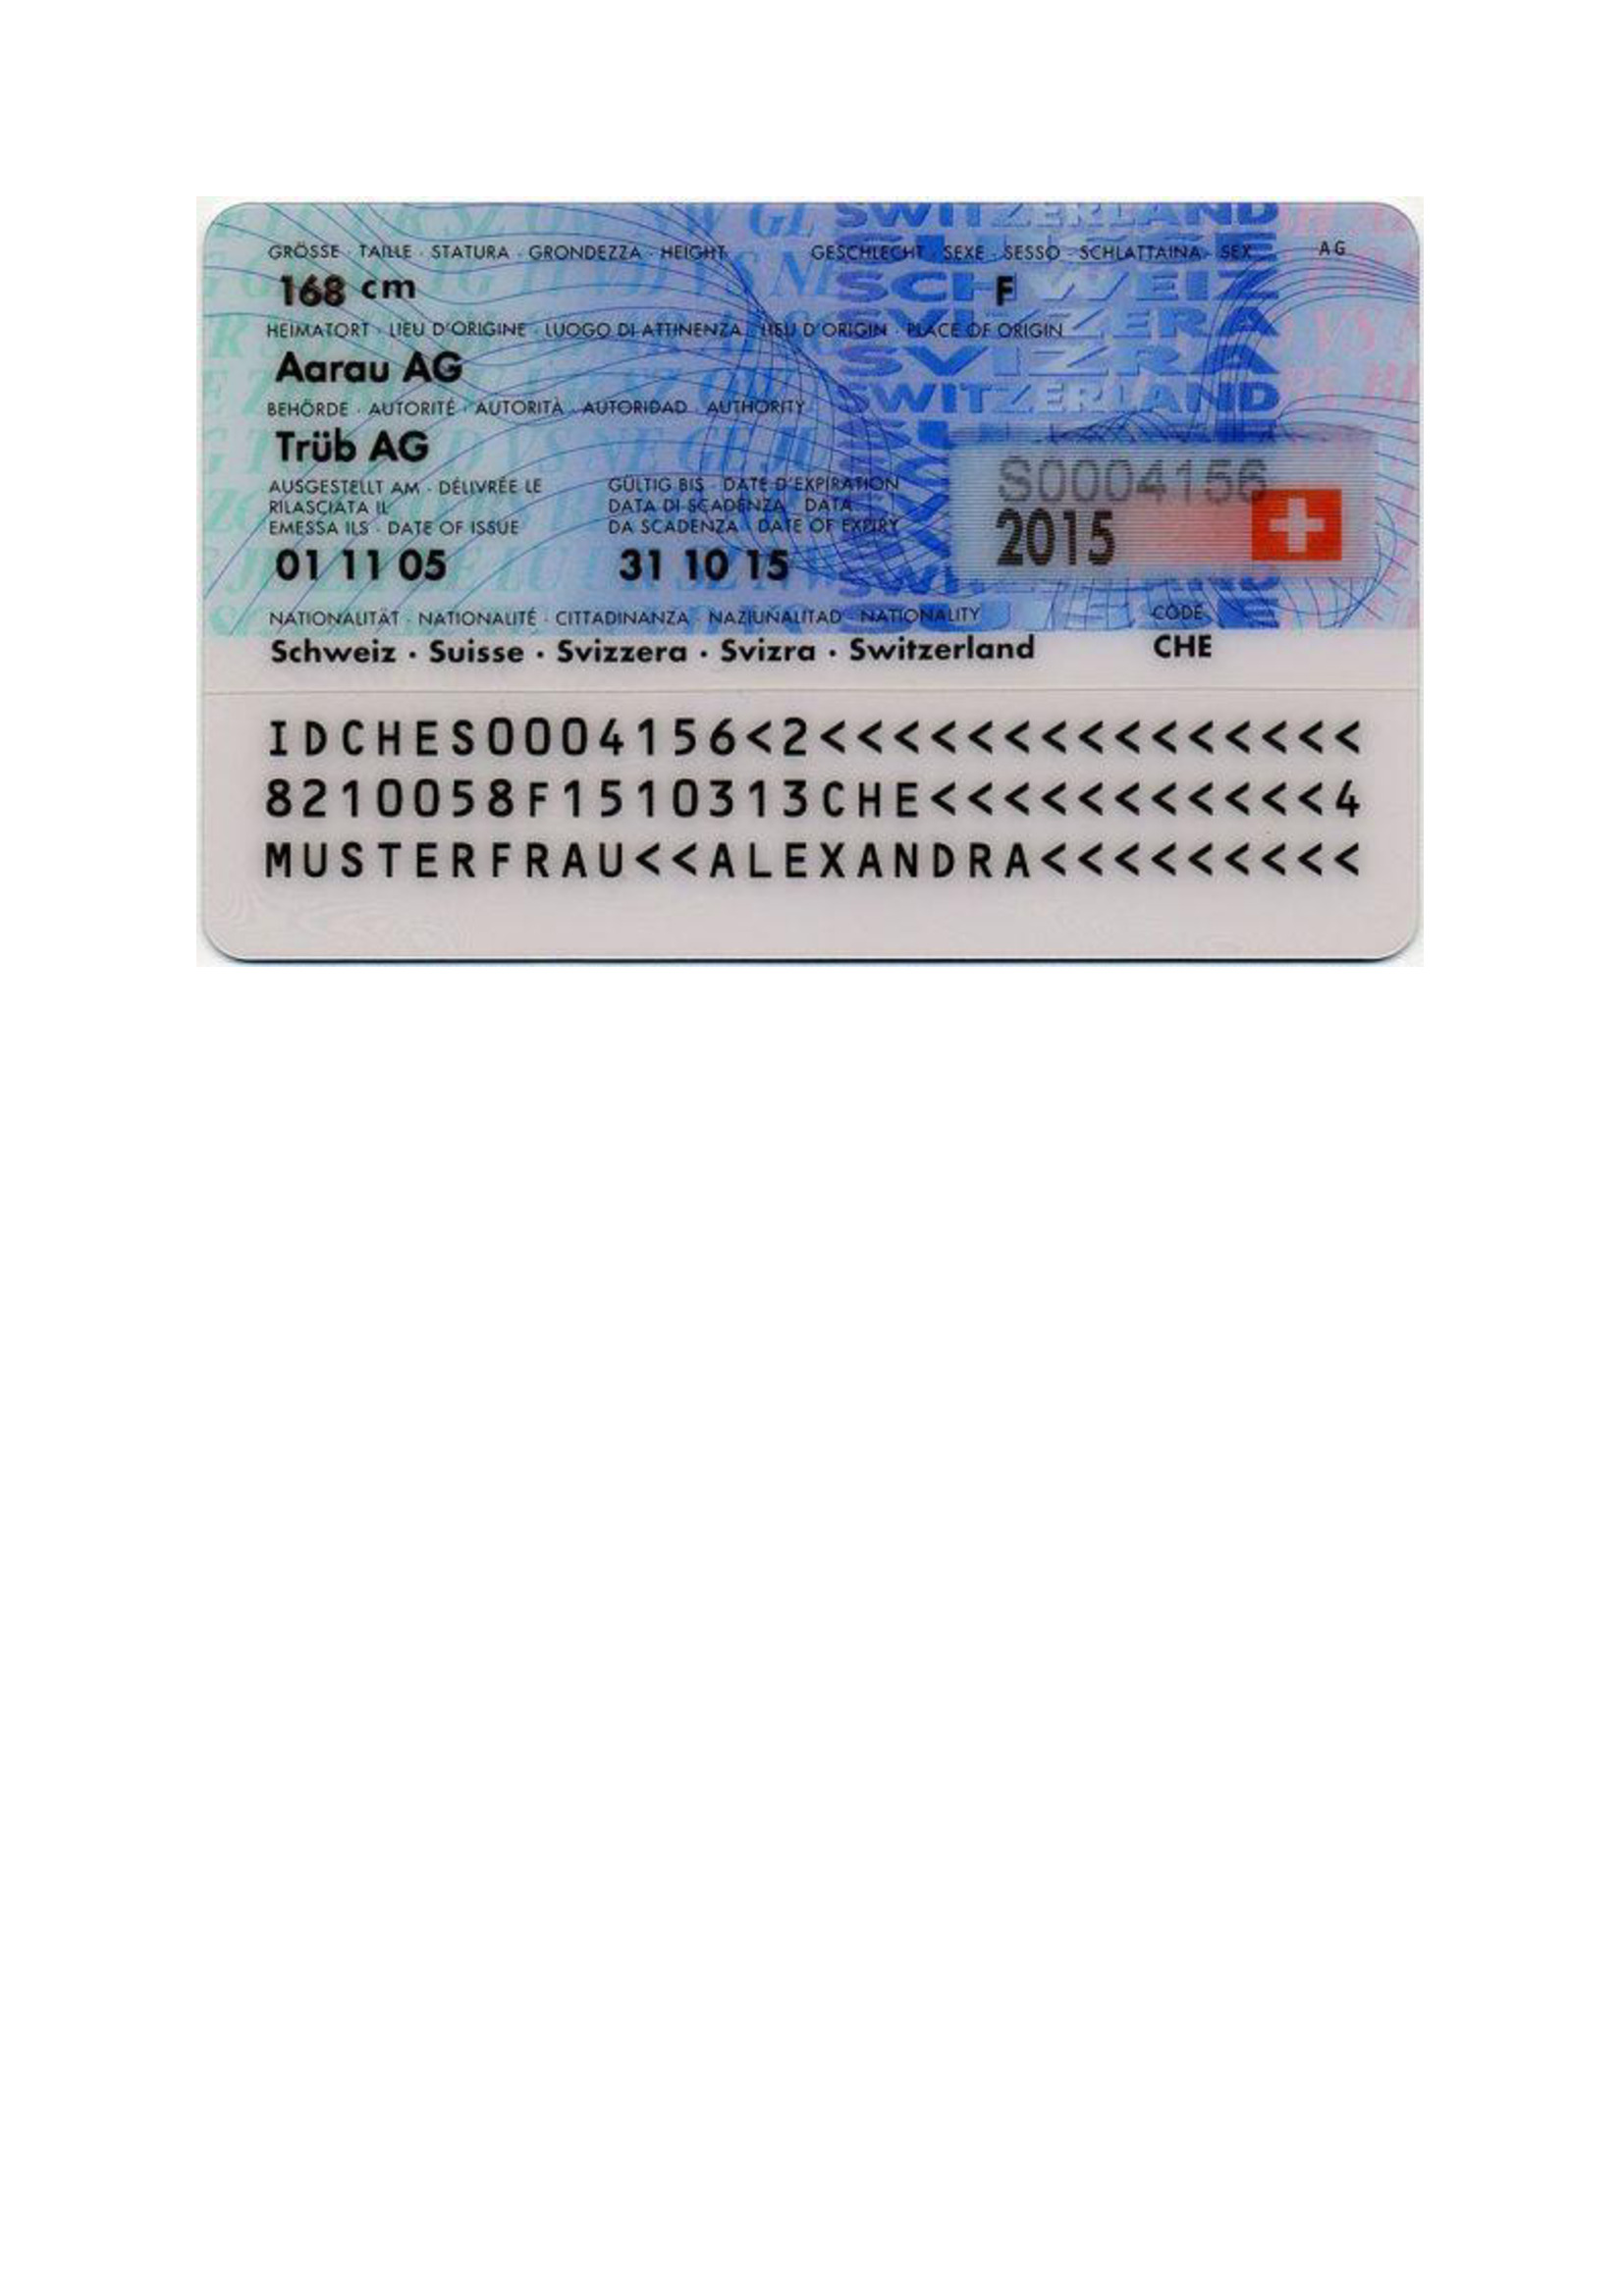 GRÖSSE · TAILLE · STATURA · GRONDEZZA · HEIGHT GESCHLECHT · SEXE · SESSO · SCHLATTAINA · SEX AG
168 cm F
HEIMATORT · LIEU D'ORIGINE · LUOGO DI ATTINENZA · LIEU D'ORIGIN · PLACE OF ORIGIN
Aarau AG
BEHÖRDE · AUTORITÉ · AUTORITÀ · AUTORIDAD · AUTHORITY
Trüb AG
AUSGESTELLT AM · DÉLIVRÉE LE
RILASCIATA IL
EMESSA ILS · DATE OF ISSUE
01 11 05
GÜLTIG BIS · DATE D'EXPIRATION
DATA DI SCADENZA · DATA
DA SCADENZA · DATE OF EXPIRY
31 10 15
SWITZERLAND
SCHWEIZ
SVIZZERA
SVIZRA
SWITZERLAND
S0004156
2015
NATIONALITÄT · NATIONALITÉ · CITTADINANZA · NAZIUNALITAD · NATIONALITY CODE
Schweiz · Suisse · Svizzera · Svizra · Switzerland CHE
IDCHES0004156<2<<<<<<<<<<<<<<<
8210058F1510313CHE<<<<<<<<<<<4
MUSTERFRAU<<ALEXANDRA<<<<<<<<<